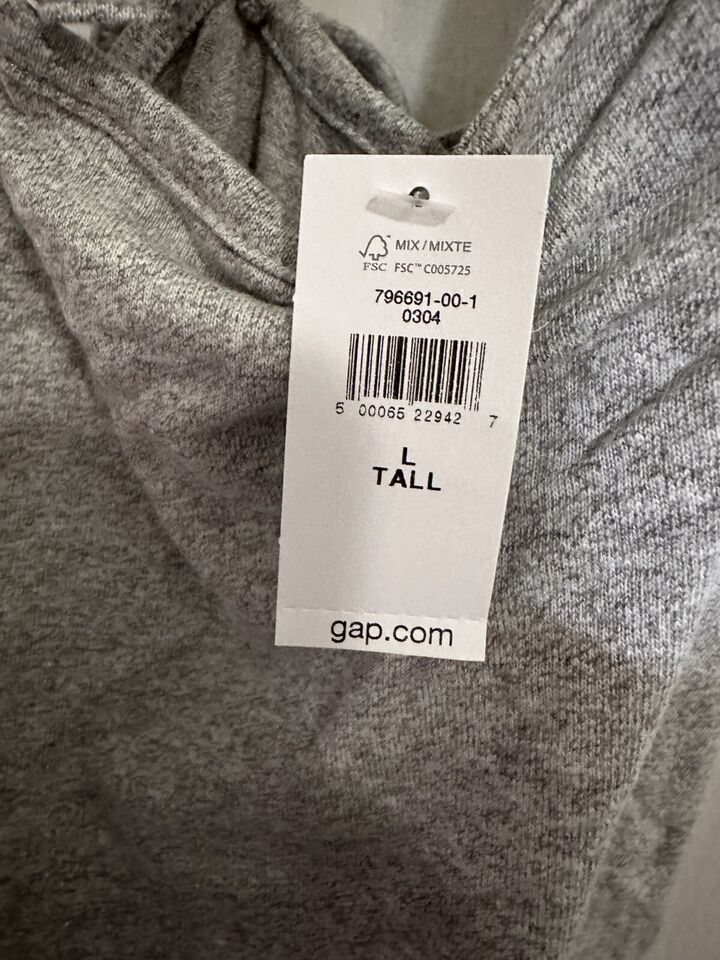 MIX / MIXTE
FSC FSC™ C005725
796691-00-1
0304
5 00065 22942 7
L
TALL
gap.com